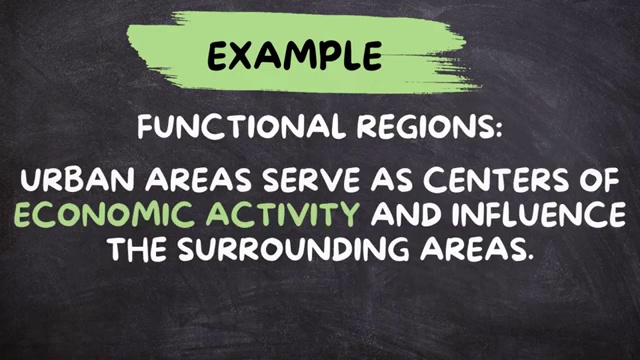 EXAMPLE
FUNCTIONAL REGIONS:
URBAN AREAS SERVE AS CENTERS OF
ECONOMIC ACTIVITY AND INFLUENCE
THE SURROUNDING AREAS.